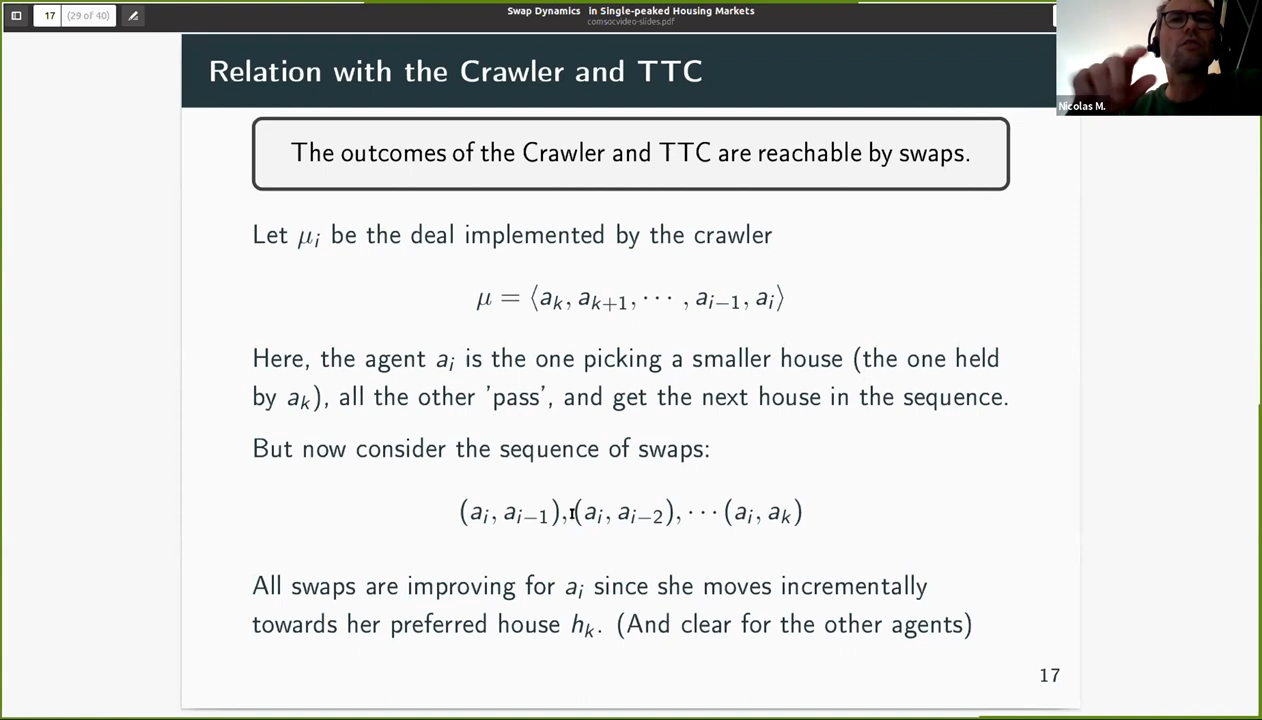 17
(29 of 40)
Swap Dynamics in Single-peaked Housing Markets
comsocvideo-slides.pdf
Nicolas M.
Relation with the Crawler and TTC
The outcomes of the Crawler and TTC are reachable by swaps.
Let μᵢ be the deal implemented by the crawler
μ = ⟨aₖ, aₖ₊₁, ⋯ , aᵢ₋₁, aᵢ⟩
Here, the agent aᵢ is the one picking a smaller house (the one held
by aₖ), all the other 'pass', and get the next house in the sequence.
But now consider the sequence of swaps:
(aᵢ, aᵢ₋₁), (aᵢ, aᵢ₋₂), ⋯ (aᵢ, aₖ)
All swaps are improving for aᵢ since she moves incrementally
towards her preferred house hₖ. (And clear for the other agents)
17